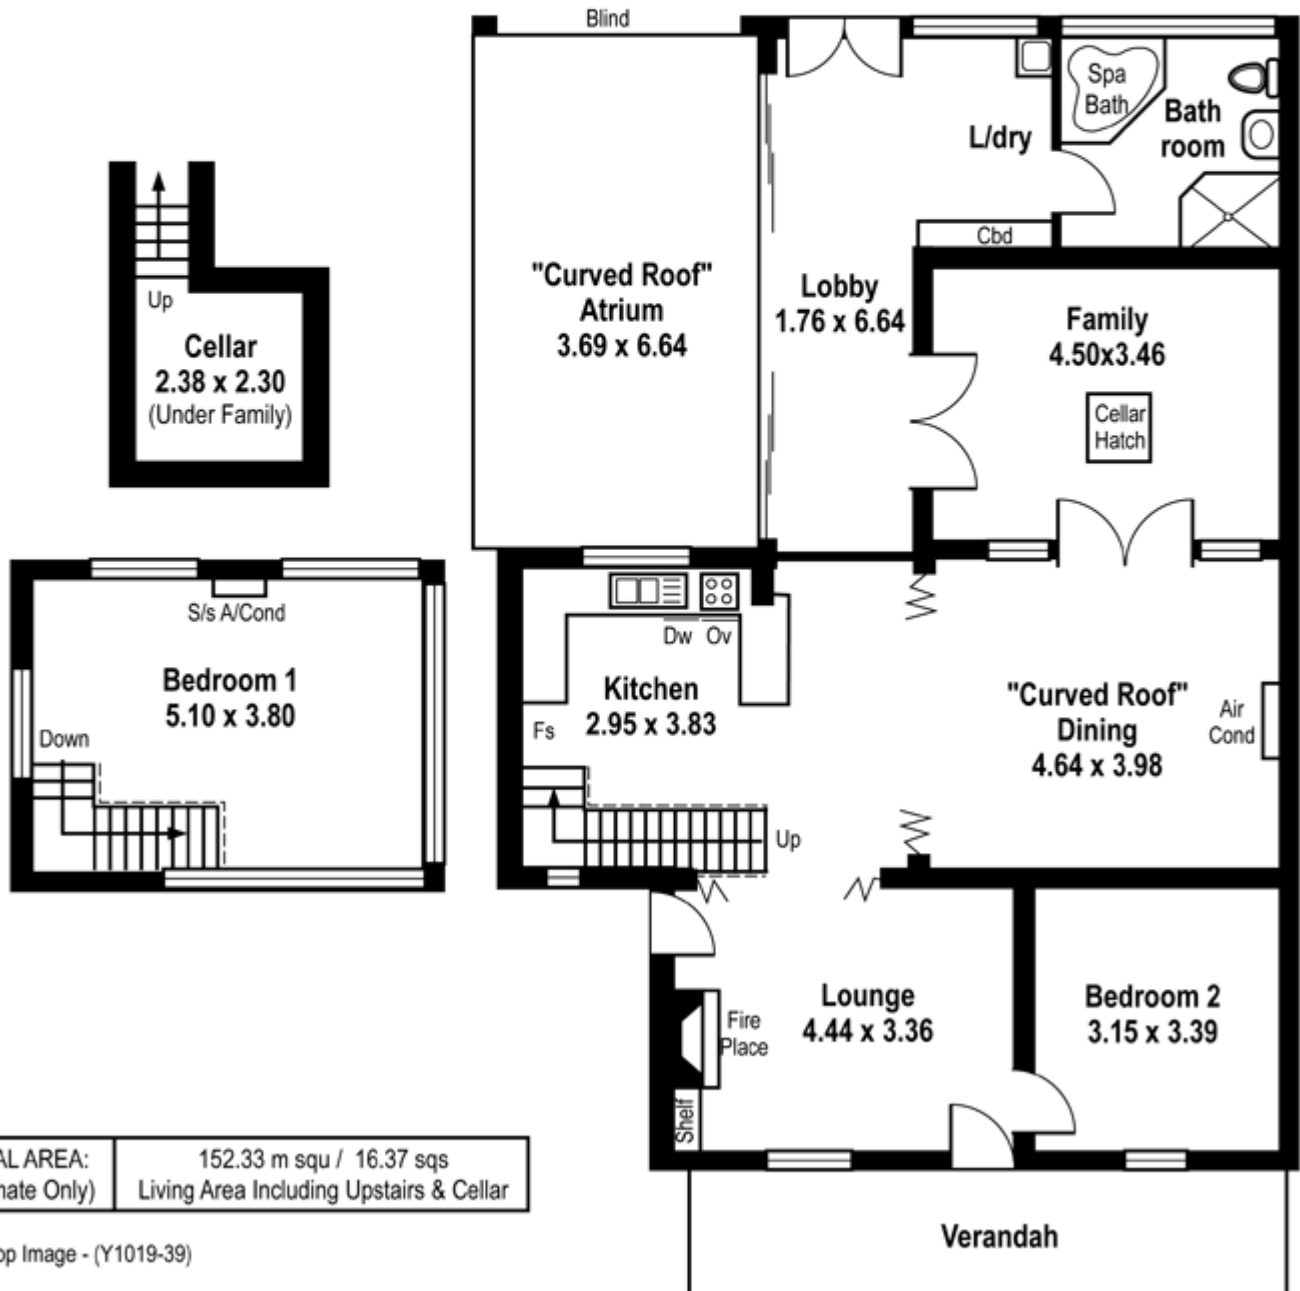 Blind
Spa
Bath
Bath
room
L/dry
Cbd
"Curved Roof"
Atrium
3.69 x 6.64
Lobby
1.76 x 6.64
Family
4.50x3.46
Cellar
Hatch
Up
Cellar
2.38 x 2.30
(Under Family)
S/s A/Cond
Bedroom 1
5.10 x 3.80
Down
Dw Ov
Kitchen
2.95 x 3.83
Fs
Up
"Curved Roof"
Dining
4.64 x 3.98
Air
Cond
Lounge
4.44 x 3.36
Fire
Place
Shelf
Bedroom 2
3.15 x 3.39
Verandah
AL AREA:
nate Only)
152.33 m squ / 16.37 sqs
Living Area Including Upstairs & Cellar
op Image - (Y1019-39)